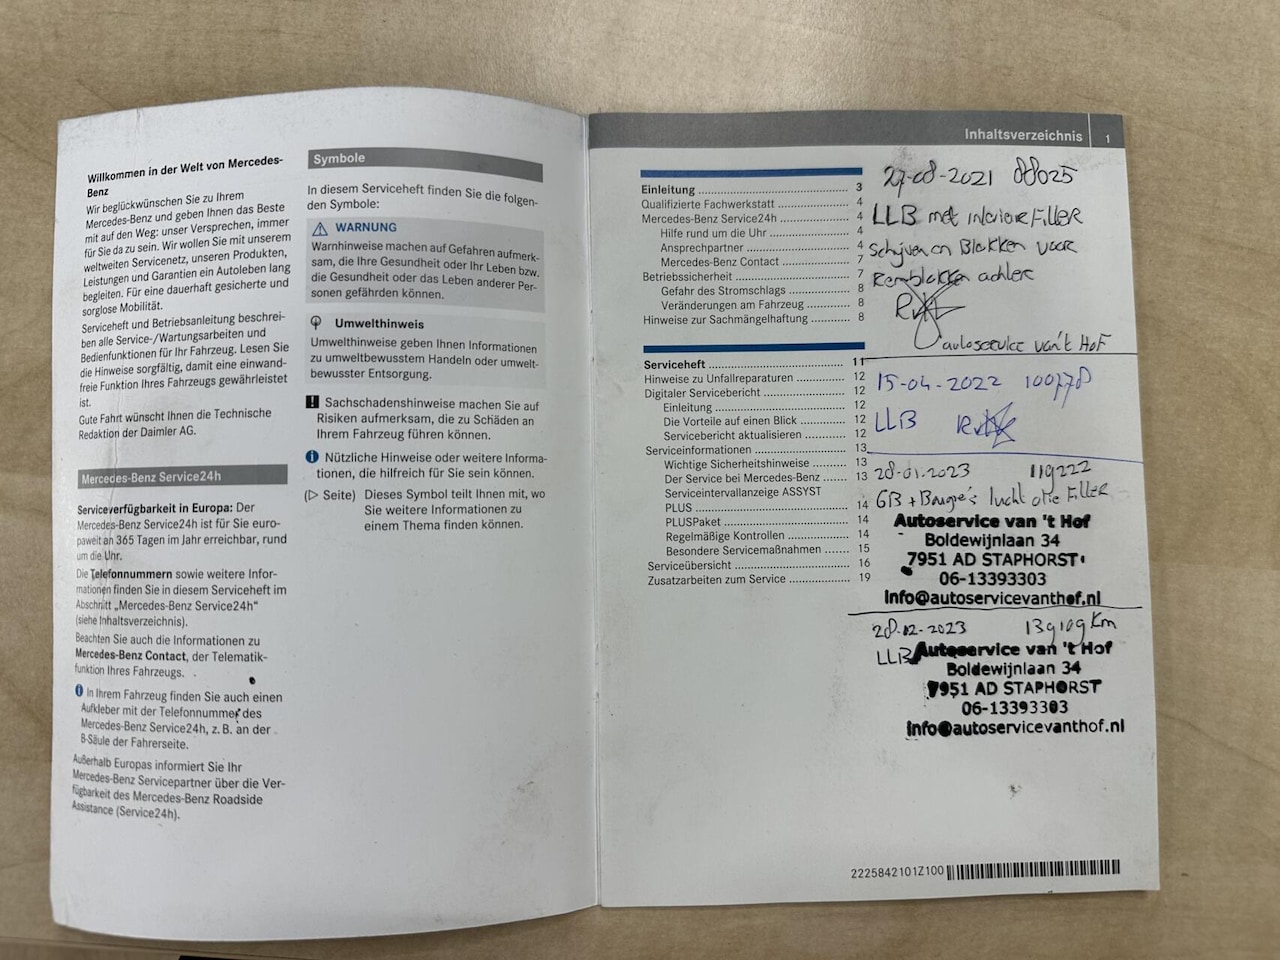 Willkommen in der Welt von Mercedes-
Benz
Wir beglückwünschen Sie zu Ihrem
Mercedes-Benz und geben Ihnen das Beste
mit auf den Weg: unser Versprechen, immer
für Sie da zu sein. Wir wollen Sie mit unserem
weltweiten Servicenetz, unseren Produkten,
Leistungen und Garantien ein Autoleben lang
begleiten. Für eine dauerhaft gesicherte und
sorglose Mobilität.
Serviceheft und Betriebsanleitung beschrei-
ben alle Service-/Wartungsarbeiten und
Bedienfunktionen für Ihr Fahrzeug. Lesen Sie
die Hinweise sorgfältig, damit eine einwand-
freie Funktion Ihres Fahrzeugs gewährleistet
ist.
Gute Fahrt wünscht Ihnen die Technische
Redaktion der Daimler AG.
Mercedes-Benz Service24h
Serviceverfügbarkeit in Europa: Der
Mercedes-Benz Service24h ist für Sie euro-
paweit an 365 Tagen im Jahr erreichbar, rund
um die Uhr.
Die Telefonnummern sowie weitere Infor-
mationen finden Sie in diesem Serviceheft im
Abschnitt „Mercedes-Benz Service24h“
(siehe Inhaltsverzeichnis).
Beachten Sie auch die Informationen zu
Mercedes-Benz Contact, der Telematik-
funktion Ihres Fahrzeugs.
In Ihrem Fahrzeug finden Sie auch einen
Aufkleber mit der Telefonnummer des
Mercedes-Benz Service24h, z.B. an der
B-Säule der Fahrerseite.
Außerhalb Europas informiert Sie Ihr
Mercedes-Benz Servicepartner über die Ver-
fügbarkeit des Mercedes-Benz Roadside
Assistance (Service24h).
Symbole
In diesem Serviceheft finden Sie die folgen-
den Symbole:
WARNUNG
Warnhinweise machen auf Gefahren aufmerk-
sam, die Ihre Gesundheit oder Ihr Leben bzw.
die Gesundheit oder das Leben anderer Per-
sonen gefährden können.
Umwelthinweis
Umwelthinweise geben Ihnen Informationen
zu umweltbewusstem Handeln oder umwelt-
bewusster Entsorgung.
Sachschadenshinweise machen Sie auf
Risiken aufmerksam, die zu Schäden an
Ihrem Fahrzeug führen können.
Nützliche Hinweise oder weitere Informa-
tionen, die hilfreich für Sie sein können.
(▷ Seite) Dieses Symbol teilt Ihnen mit, wo
Sie weitere Informationen zu
einem Thema finden können.
Inhaltsverzeichnis 1
Einleitung 3
Qualifizierte Fachwerkstatt 4
Mercedes-Benz Service24h 4
Hilfe rund um die Uhr 4
Ansprechpartner 4
Mercedes-Benz Contact 7
Betriebssicherheit 7
Gefahr des Stromschlags 8
Veränderungen am Fahrzeug 8
Hinweise zur Sachmängelhaftung 8
Serviceheft 11
Hinweise zu Unfallreparaturen 12
Digitaler Servicebericht 12
Einleitung 12
Die Vorteile auf einen Blick 12
Servicebericht aktualisieren 12
Serviceinformationen 13
Wichtige Sicherheitshinweise 13
Der Service bei Mercedes-Benz 13
Serviceintervallanzeige ASSYST
PLUS 14
PLUSPaket 14
Regelmäßige Kontrollen 14
Besondere Servicemaßnahmen 15
Serviceübersicht 16
Zusatzarbeiten zum Service 19
27-08-2021 88025
LLB met interieurFiller
Schijven en Blokken voor
Remblokken achter
autoservice van't Hof
15-04-2022 100778
LLB
28-01-2023 119222
GB + Bougie's lucht olie Filler
Autoservice van 't Hof
Boldewijnlaan 34
7951 AD STAPHORST
06-13393303
info@autoservicevanthof.nl
28-12-2023 139109 Km
LLB
Autoservice van 't Hof
Boldewijnlaan 34
7951 AD STAPHORST
06-13393303
info@autoservicevanthof.nl
2225842101Z100